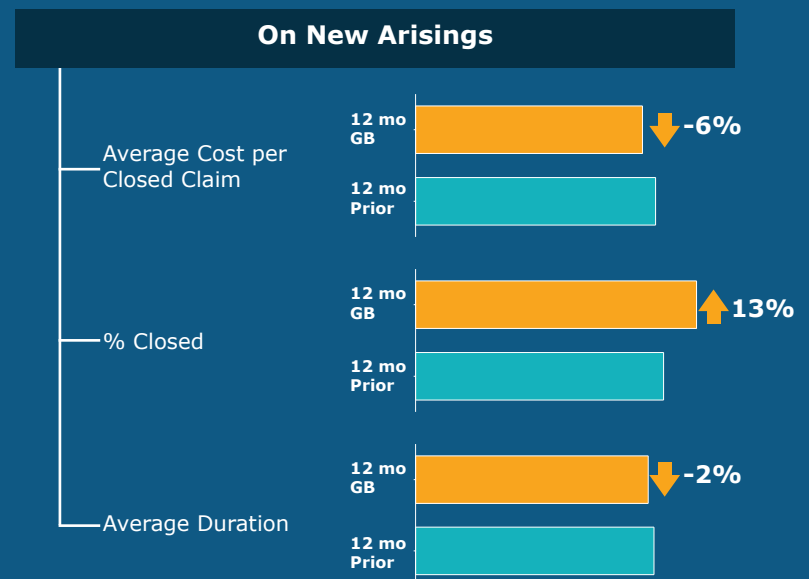 On New Arisings
Average Cost per
Closed Claim
12 mo
GB
-6%
12 mo
Prior
% Closed
12 mo
GB
13%
12 mo
Prior
Average Duration
12 mo
GB
-2%
12 mo
Prior